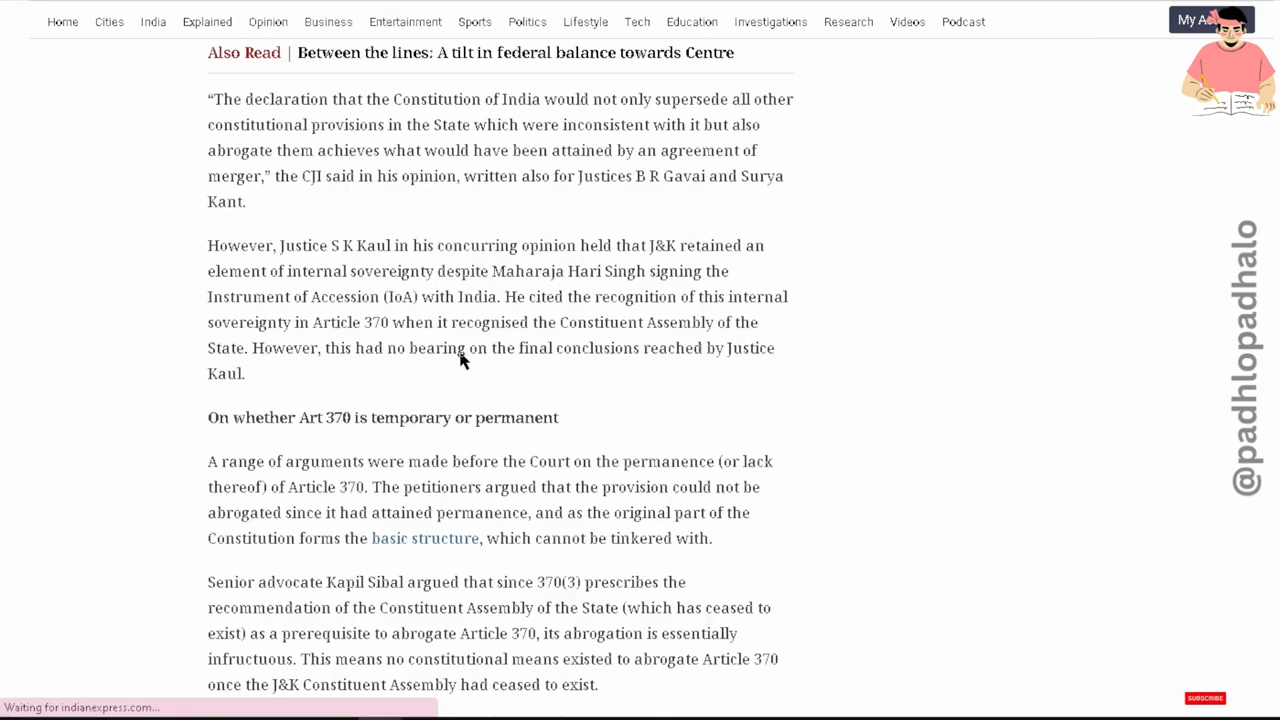 Home Cities India Explained Opinion Business Entertainment Sports Politics Lifestyle Tech Education Investigations Research Videos Podcast My
Also Read | Between the lines: A tilt in federal balance towards Centre
“The declaration that the Constitution of India would not only supersede all other
constitutional provisions in the State which were inconsistent with it but also
abrogate them achieves what would have been attained by an agreement of
merger,” the CJI said in his opinion, written also for Justices B R Gavai and Surya
Kant.
However, Justice S K Kaul in his concurring opinion held that J&K retained an
element of internal sovereignty despite Maharaja Hari Singh signing the
Instrument of Accession (IoA) with India. He cited the recognition of this internal
sovereignty in Article 370 when it recognised the Constituent Assembly of the
State. However, this had no bearing on the final conclusions reached by Justice
Kaul.
On whether Art 370 is temporary or permanent
A range of arguments were made before the Court on the permanence (or lack
thereof) of Article 370. The petitioners argued that the provision could not be
abrogated since it had attained permanence, and as the original part of the
Constitution forms the basic structure, which cannot be tinkered with.
Senior advocate Kapil Sibal argued that since 370(3) prescribes the
recommendation of the Constituent Assembly of the State (which has ceased to
exist) as a prerequisite to abrogate Article 370, its abrogation is essentially
infructuous. This means no constitutional means existed to abrogate Article 370
once the J&K Constituent Assembly had ceased to exist.
@padhlopadhalo
SUBSCRIBE
Waiting for indianexpress.com...